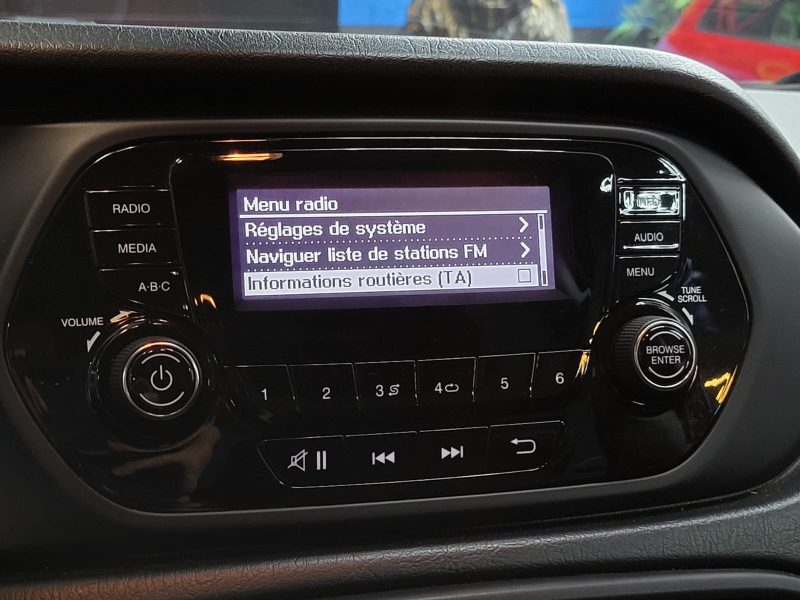 Menu radio
Réglages de système
Naviguer liste de stations FM
Informations routières (TA)
RADIO
MEDIA
A·B·C
VOLUME
INFO
AUDIO
MENU
TUNE
SCROLL
BROWSE
ENTER
1 2 3 4 5 6